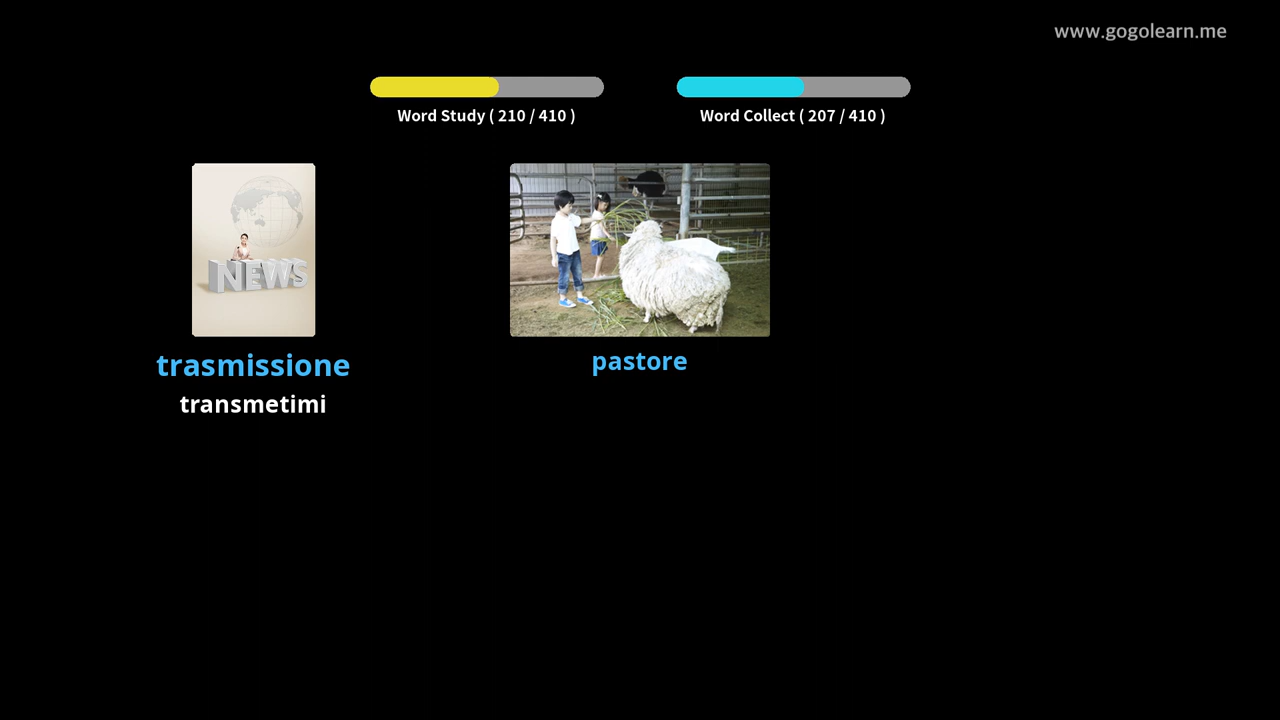 www.gogolearn.me
Word Study ( 210 / 410 )
Word Collect ( 207 / 410 )
NEWS
trasmissione
pastore
transmetimi